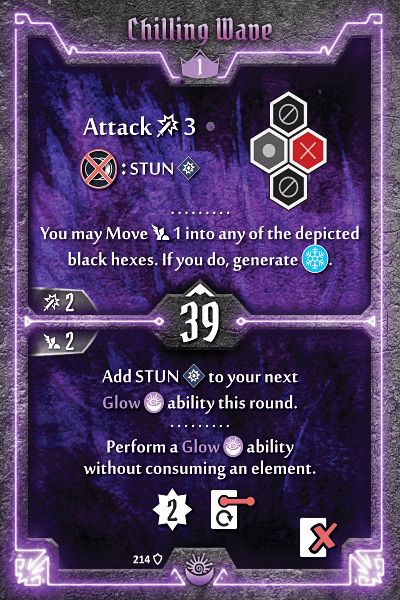 Chilling Wave
1
Attack 3
: STUN
You may Move 1 into any of the depicted
black hexes. If you do, generate .
2
39
2
Add STUN to your next
Glow ability this round.
Perform a Glow ability
without consuming an element.
2
214